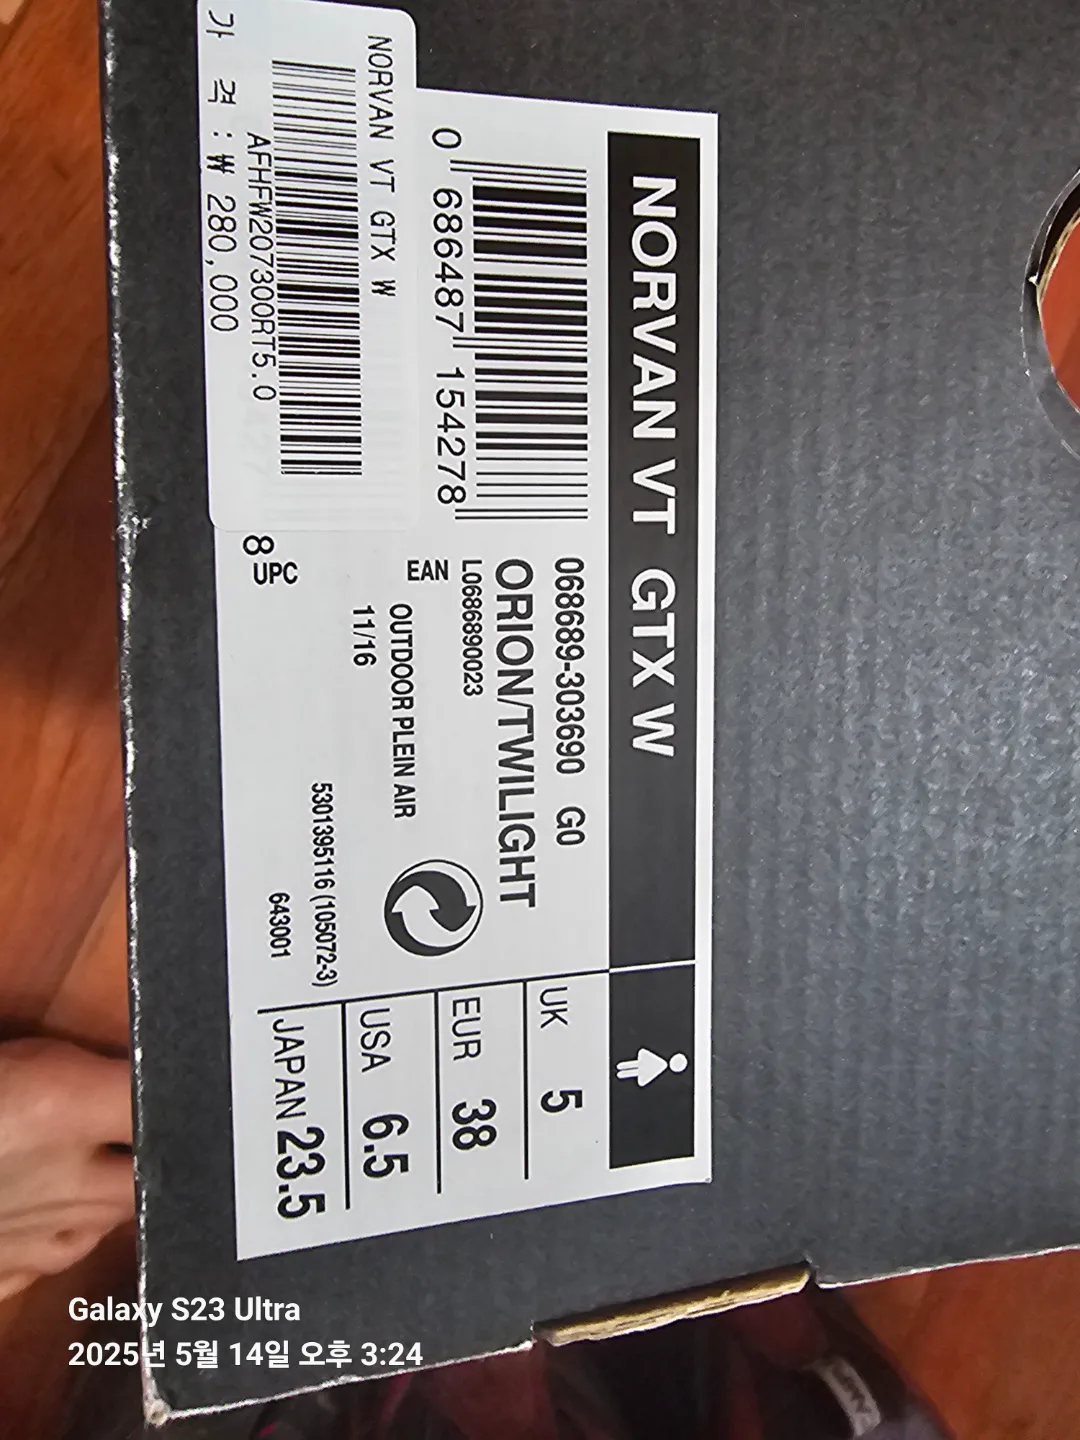 NORVAN VT GTX W
NORVAN VT GTX W
AFHFW207300RT5.0
가 격 : ₩ 280,000
0 686487 154278
8
UPC
068689-303690 G0
ORION/TWILIGHT
L0686890023
EAN
OUTDOOR PLEIN AIR
11/16
5301395116 (105072-3)
643001
UK 5
EUR 38
USA 6.5
JAPAN 23.5
Galaxy S23 Ultra
2025년 5월 14일 오후 3:24